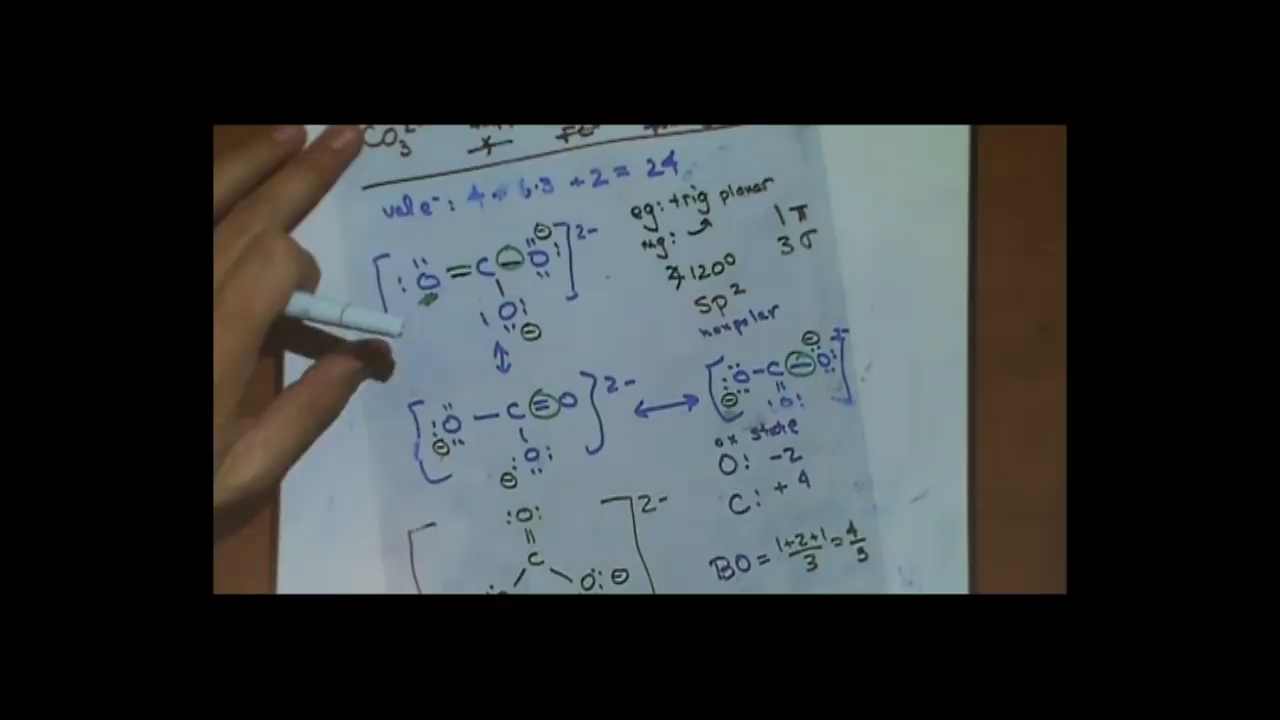 CO₃²
val e⁻: 4 + 6·3 + 2 = 24
eg: trig planar
mg:
∡120°
sp²
nonpolar
1 π
3 σ
[:Ö=C-Ö:⊖]2-
Ö:⊖
↕
[:Ö-C=O]2-
⊖ :Ö:
↔
[:Ö-C-Ö:]2-
⊖ ⊖
:O:
ox state
O: -2
C: +4
BO = (1+2+1)/3 = 4/3
:O:
C
Ö:⊖
2-